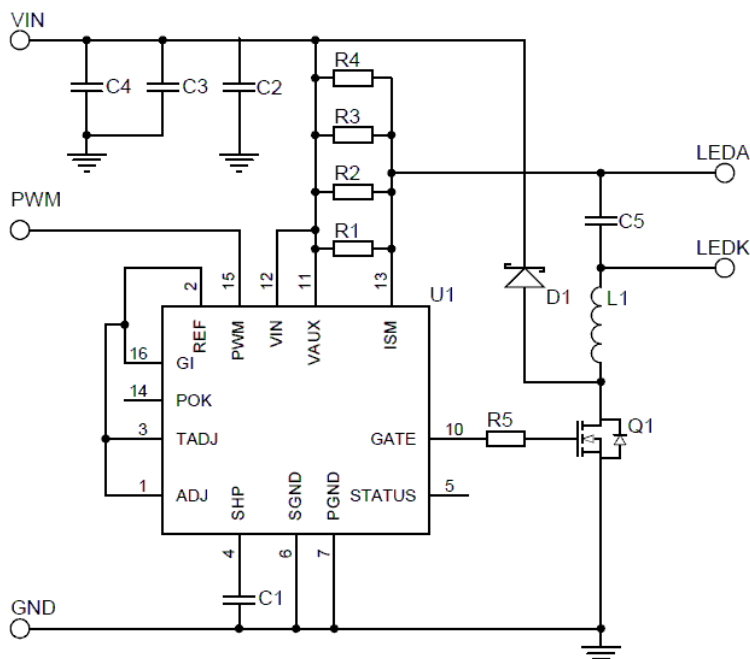 VIN
R4
C4
C3
C2
R3
LEDA
R2
PWM
C5
R1
LEDK
2
15
12
11
13
U1
D1
L1
REF
PWM
VIN
VAUX
ISM
16
GI
14
POK
R5
Q1
3
TADJ
GATE
10
1
ADJ
SHP
SGND
PGND
STATUS
5
4
6
7
C1
GND